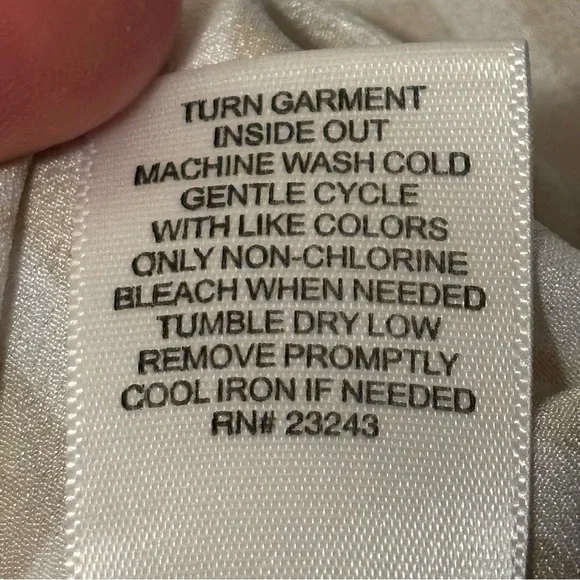 TURN GARMENT
INSIDE OUT
MACHINE WASH COLD
GENTLE CYCLE
WITH LIKE COLORS
ONLY NON-CHLORINE
BLEACH WHEN NEEDED
TUMBLE DRY LOW
REMOVE PROMPTLY
COOL IRON IF NEEDED
RN# 23243